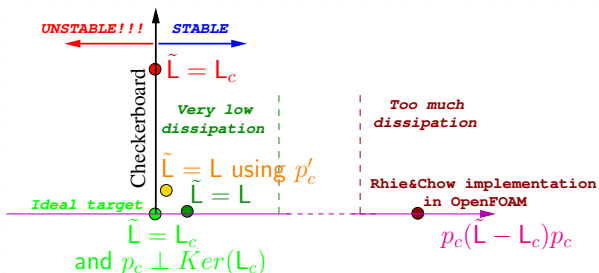 UNSTABLE!!! STABLE
L̃ = L_c
Checkerboard
Very low
dissipation
Too much
dissipation
L̃ = L using p′_c
L̃ = L
Rhie&Chow implementation
in OpenFOAM
Ideal target
L̃ = L_c
and p_c ⊥ Ker(L_c)
p_c(L̃ − L_c)p_c